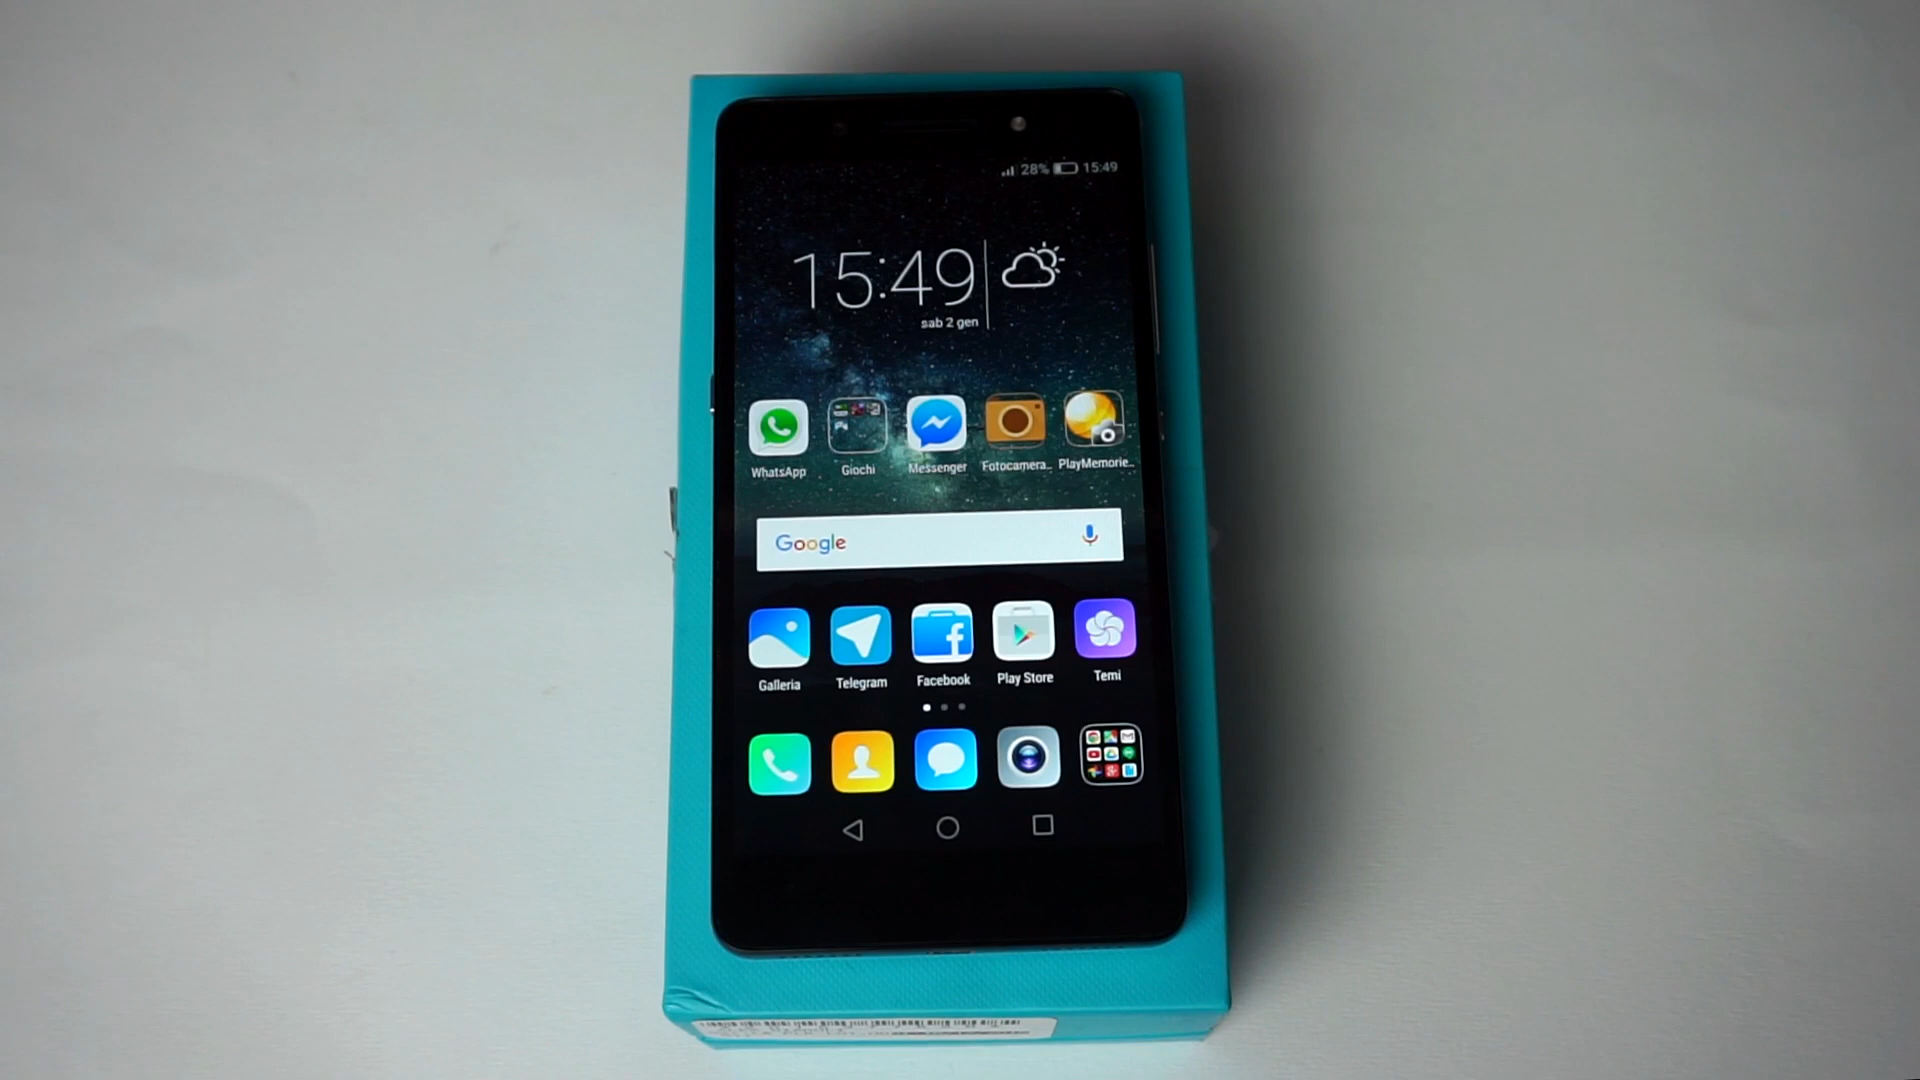 28% 15:49
15:49
sab 2 gen
WhatsApp Giochi Messenger Fotocamera... PlayMemorie...
Google
Galleria Telegram Facebook Play Store Temi